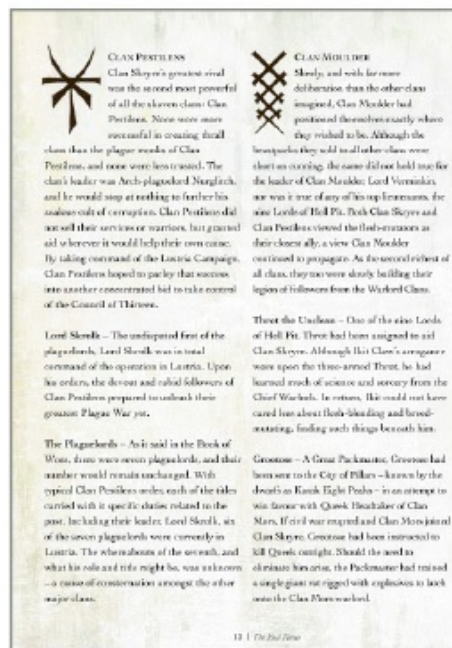 CLAN PESTILENS
Clan Skryre's greatest rival
was the second most powerful
of all the skaven clans: Clan
Pestilens. None were more
successful in creating thrall
clans than the plague monks of Clan
Pestilens, and none were less trusted. The
clan's leader was Arch-plaguelord Nurglitch,
and he would stop at nothing to further his
zealous cult of corruption. Clan Pestilens did
not sell their services or warriors, but granted
aid wherever it would help their own cause.
By taking command of the Lustria Campaign,
Clan Pestilens hoped to parley that success
into another concentrated bid to take control
of the Council of Thirteen.
Lord Skrolk – The undisputed first of the
plaguelords, Lord Skrolk was in total
command of the operation in Lustria. Upon
his orders, the devout and rabid followers of
Clan Pestilens prepared to unleash their
greatest Plague War yet.
The Plaguelords – As it said in the Book of
Woes, there were seven plaguelords, and their
number would remain unchanged. With
typical Clan Pestilens order, each of the titles
carried with it specific duties related to the
post. Including their leader, Lord Skrolk, six
of the seven plaguelords were currently in
Lustria. The whereabouts of the seventh, and
what his role and title might be, was unknown
– a cause of consternation amongst the other
major clans.
CLAN MOULDER
Slowly, and with far more
deliberation than the other clans
imagined, Clan Moulder had
positioned themselves exactly where
they wished to be. Although the
beastpacks they sold to all other clans were
short on cunning, the same did not hold true for
the leader of Clan Moulder, Lord Verminkin,
nor was it true of any of his top lieutenants, the
nine Lords of Hell Pit. Both Clan Skryre and
Clan Pestilens viewed the flesh-mutators as
their closest ally, a view Clan Moulder
continued to propagate. As the second richest of
all clans, they too were slowly building their
legion of followers from the Warlord Clans.
Throt the Unclean – One of the nine Lords
of Hell Pit, Throt had been assigned to aid
Clan Skryre. Although Ikit Claw's arrogance
wore upon the three-armed Throt, he had
learned much of science and sorcery from the
Chief Warlock. In return, Ikit could not have
cared less about flesh-blending and breed-
mutating, finding such things beneath him.
Grootose – A Great Packmaster, Grootose had
been sent to the City of Pillars – known by the
dwarfs as Karak Eight Peaks – in an attempt to
win favour with Queek Headtaker of Clan
Mors. If civil war erupted and Clan Mors joined
Clan Skryre, Grootose had been instructed to
kill Queek outright. Should the need to
eliminate him arise, the Packmaster had trained
a single giant rat rigged with explosives to latch
onto the Clan Mors warlord.
12 | The End Times